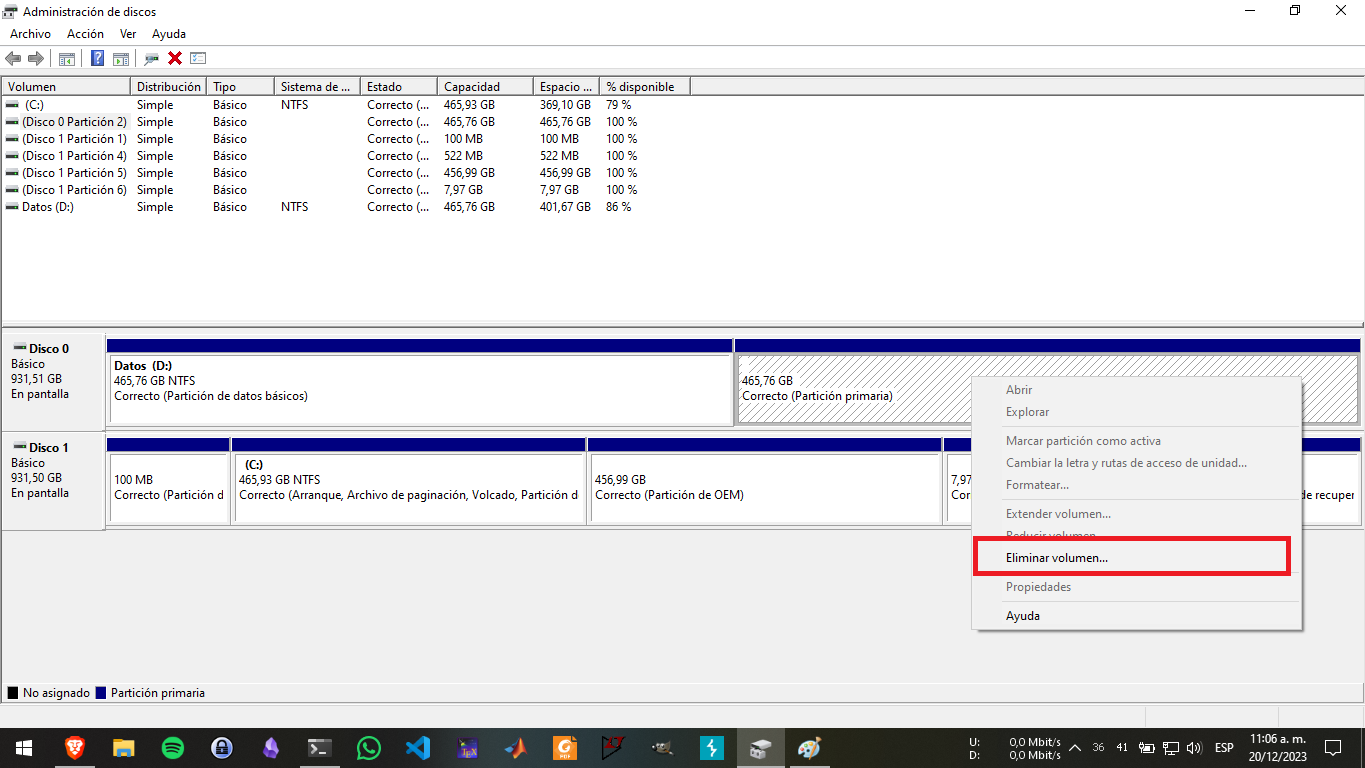 Administración de discos
Archivo Acción Ver Ayuda
Volumen Distribución Tipo Sistema de ... Estado Capacidad Espacio ... % disponible
(C:) Simple Básico NTFS Correcto (... 465,93 GB 369,10 GB 79 %
(Disco 0 Partición 2) Simple Básico Correcto (... 465,76 GB 465,76 GB 100 %
(Disco 1 Partición 1) Simple Básico Correcto (... 100 MB 100 MB 100 %
(Disco 1 Partición 4) Simple Básico Correcto (... 522 MB 522 MB 100 %
(Disco 1 Partición 5) Simple Básico Correcto (... 456,99 GB 456,99 GB 100 %
(Disco 1 Partición 6) Simple Básico Correcto (... 7,97 GB 7,97 GB 100 %
Datos (D:) Simple Básico NTFS Correcto (... 465,76 GB 401,67 GB 86 %
Disco 0
Básico
931,51 GB
En pantalla
Datos (D:)
465,76 GB NTFS
Correcto (Partición de datos básicos)
465,76 GB
Correcto (Partición primaria)
Disco 1
Básico
931,50 GB
En pantalla
100 MB
Correcto (Partición d
(C:)
465,93 GB NTFS
Correcto (Arranque, Archivo de paginación, Volcado, Partición d
456,99 GB
Correcto (Partición de OEM)
7,97
Cor
de recuper
Abrir
Explorar
Marcar partición como activa
Cambiar la letra y rutas de acceso de unidad...
Formatear...
Extender volumen...
Reducir volumen...
Eliminar volumen...
Propiedades
Ayuda
No asignado Partición primaria
U: 0,0 Mbit/s
D: 0,0 Mbit/s
36 41 ESP
11:06 a. m.
20/12/2023